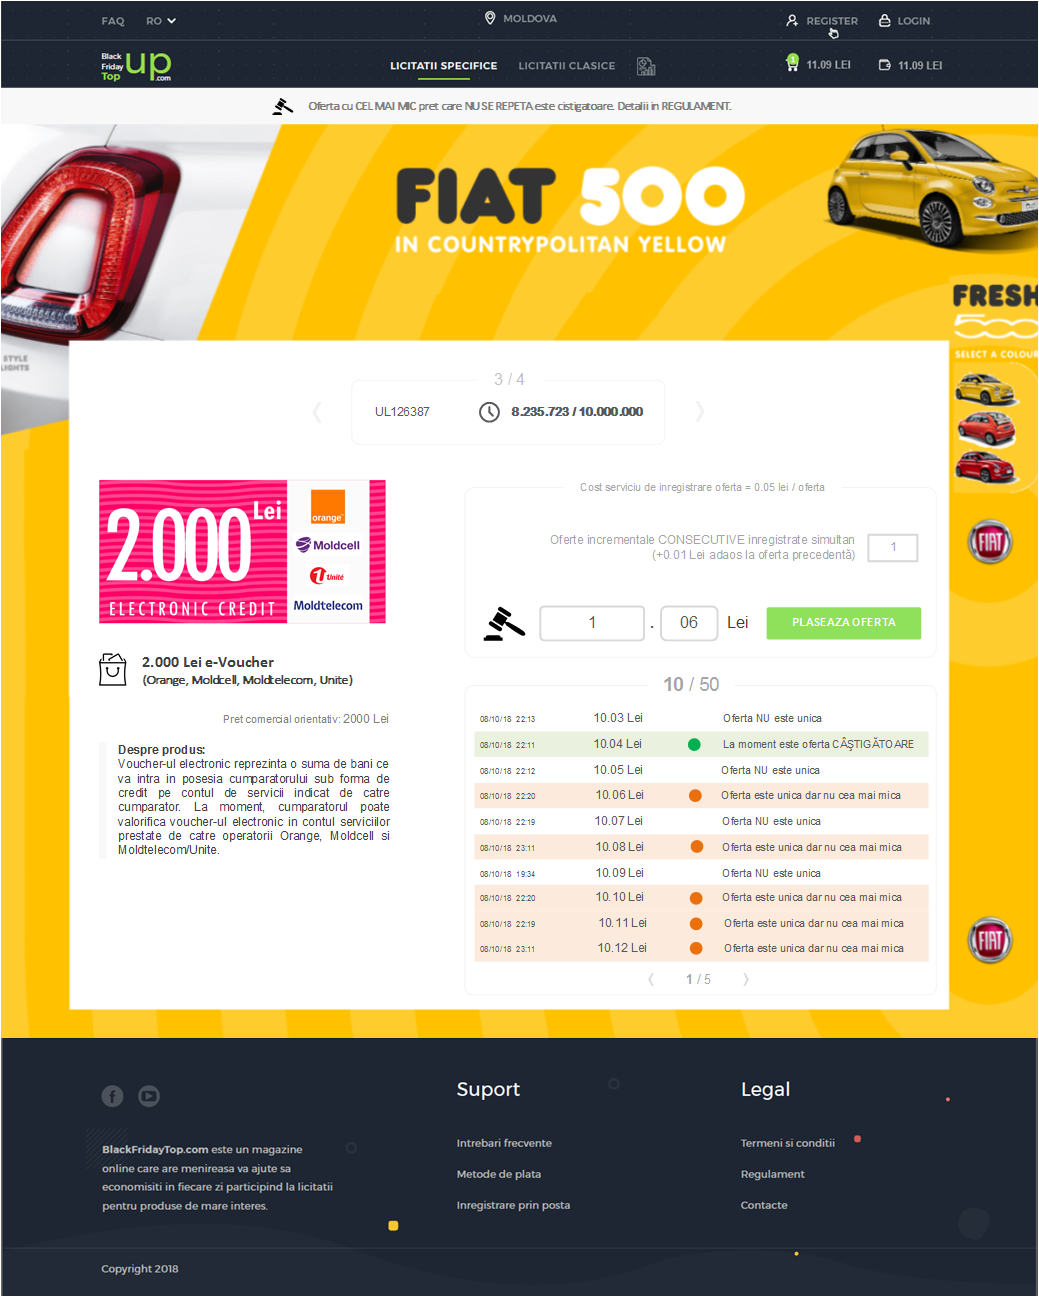 FAQ
RO
MOLDOVA
REGISTER
LOGIN
Black
Friday
Top
up
.com
LICITATII SPECIFICE
LICITATII CLASICE
1
11.09 LEI
11.09 LEI
Oferta cu CEL MAI MIC pret care NU SE REPETA este cistigatoare. Detalii in REGULAMENT.
FIAT 500
IN COUNTRYPOLITAN YELLOW
FRESH
500
SELECT A COLOUR
STYLE
LIGHTS
3 / 4
UL126387
8.235.723 / 10.000.000
2.000 Lei
ELECTRONIC CREDIT
orange
Moldcell
Unité
Moldtelecom
2.000 Lei e-Voucher
(Orange, Moldcell, Moldtelecom, Unite)
Pret comercial orientativ: 2000 Lei
Despre produs:
Voucher-ul electronic reprezinta o suma de bani ce
va intra in posesia cumparatorului sub forma de
credit pe contul de servicii indicat de catre
cumparator. La moment, cumparatorul poate
valorifica voucher-ul electronic in contul serviciilor
prestate de catre operatorii Orange, Moldcell si
Moldtelecom/Unite.
Cost serviciu de inregistrare oferta = 0.05 lei / oferta
Oferte incrementale CONSECUTIVE inregistrate simultan
(+0.01 Lei adaos la oferta precedentă)
1
1 . 06 Lei
PLASEAZA OFERTA
10 / 50
08/10/18 22:13 10.03 Lei Oferta NU este unica
08/10/18 22:11 10.04 Lei La moment este oferta CÂŞTIGĂTOARE
08/10/18 22:12 10.05 Lei Oferta NU este unica
08/10/18 22:20 10.06 Lei Oferta este unica dar nu cea mai mica
08/10/18 22:19 10.07 Lei Oferta NU este unica
08/10/18 23:11 10.08 Lei Oferta este unica dar nu cea mai mica
08/10/18 19:34 10.09 Lei Oferta NU este unica
08/10/18 22:20 10.10 Lei Oferta este unica dar nu cea mai mica
08/10/18 22:19 10.11 Lei Oferta este unica dar nu cea mai mica
08/10/18 23:11 10.12 Lei Oferta este unica dar nu cea mai mica
1 / 5
FIAT
FIAT
BlackFridayTop.com este un magazine
online care are menireasa va ajute sa
economisiti in fiecare zi participind la licitatii
pentru produse de mare interes.
Suport
Intrebari frecvente
Metode de plata
Inregistrare prin posta
Legal
Termeni si conditii
Regulament
Contacte
Copyright 2018